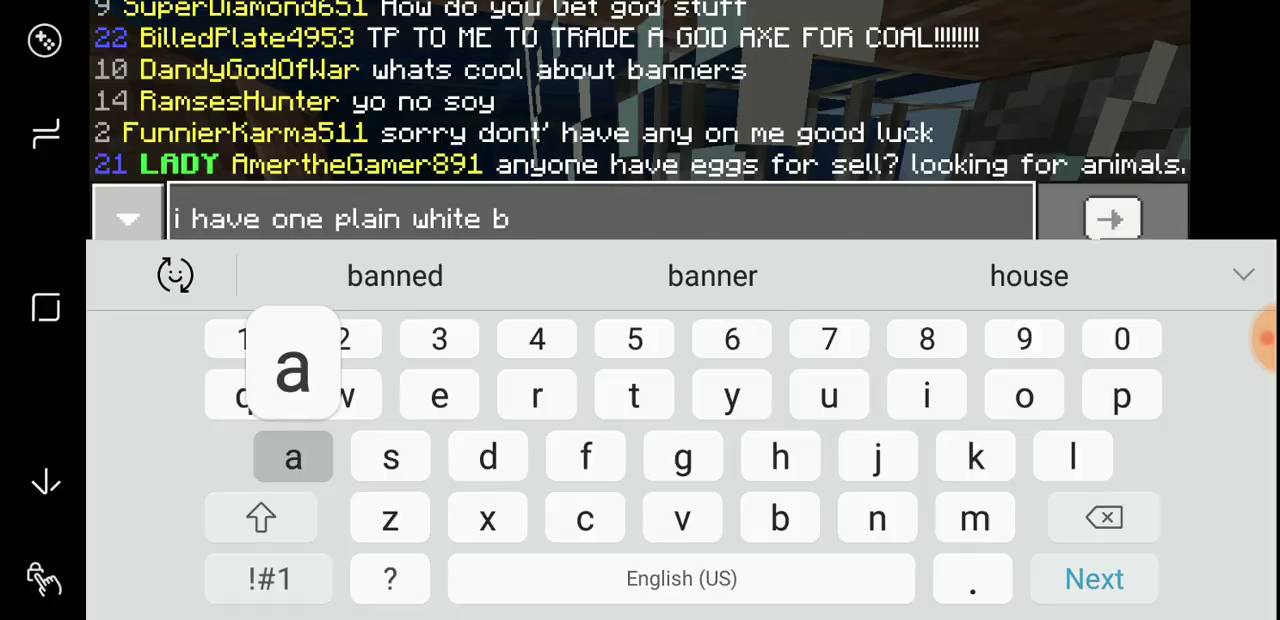 9 SuperDiamond651 How do you get god stuff
22 BilledPlate4953 TP TO ME TO TRADE A GOD AXE FOR COAL!!!!!!!!
10 DandyGodOfWar whats cool about banners
14 RamsesHunter yo no soy
2 FunnierKarma511 sorry dont' have any on me good luck
21 LADY AmertheGamer891 anyone have eggs for sell? looking for animals.
i have one plain white b
banned banner house
1 2 3 4 5 6 7 8 9 0
a
q w e r t y u i o p
a s d f g h j k l
z x c v b n m
!#1 ? English (US) . Next